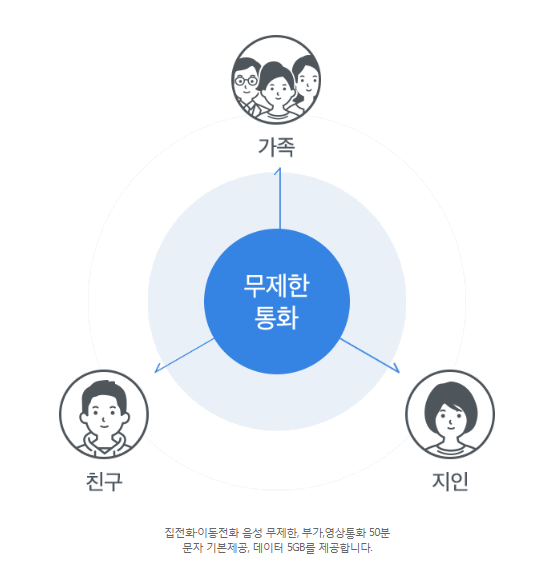 가족
무제한
통화
친구
지인
집전화·이동전화 음성 무제한, 부가,영상통화 50분
문자 기본제공, 데이터 5GB를 제공합니다.